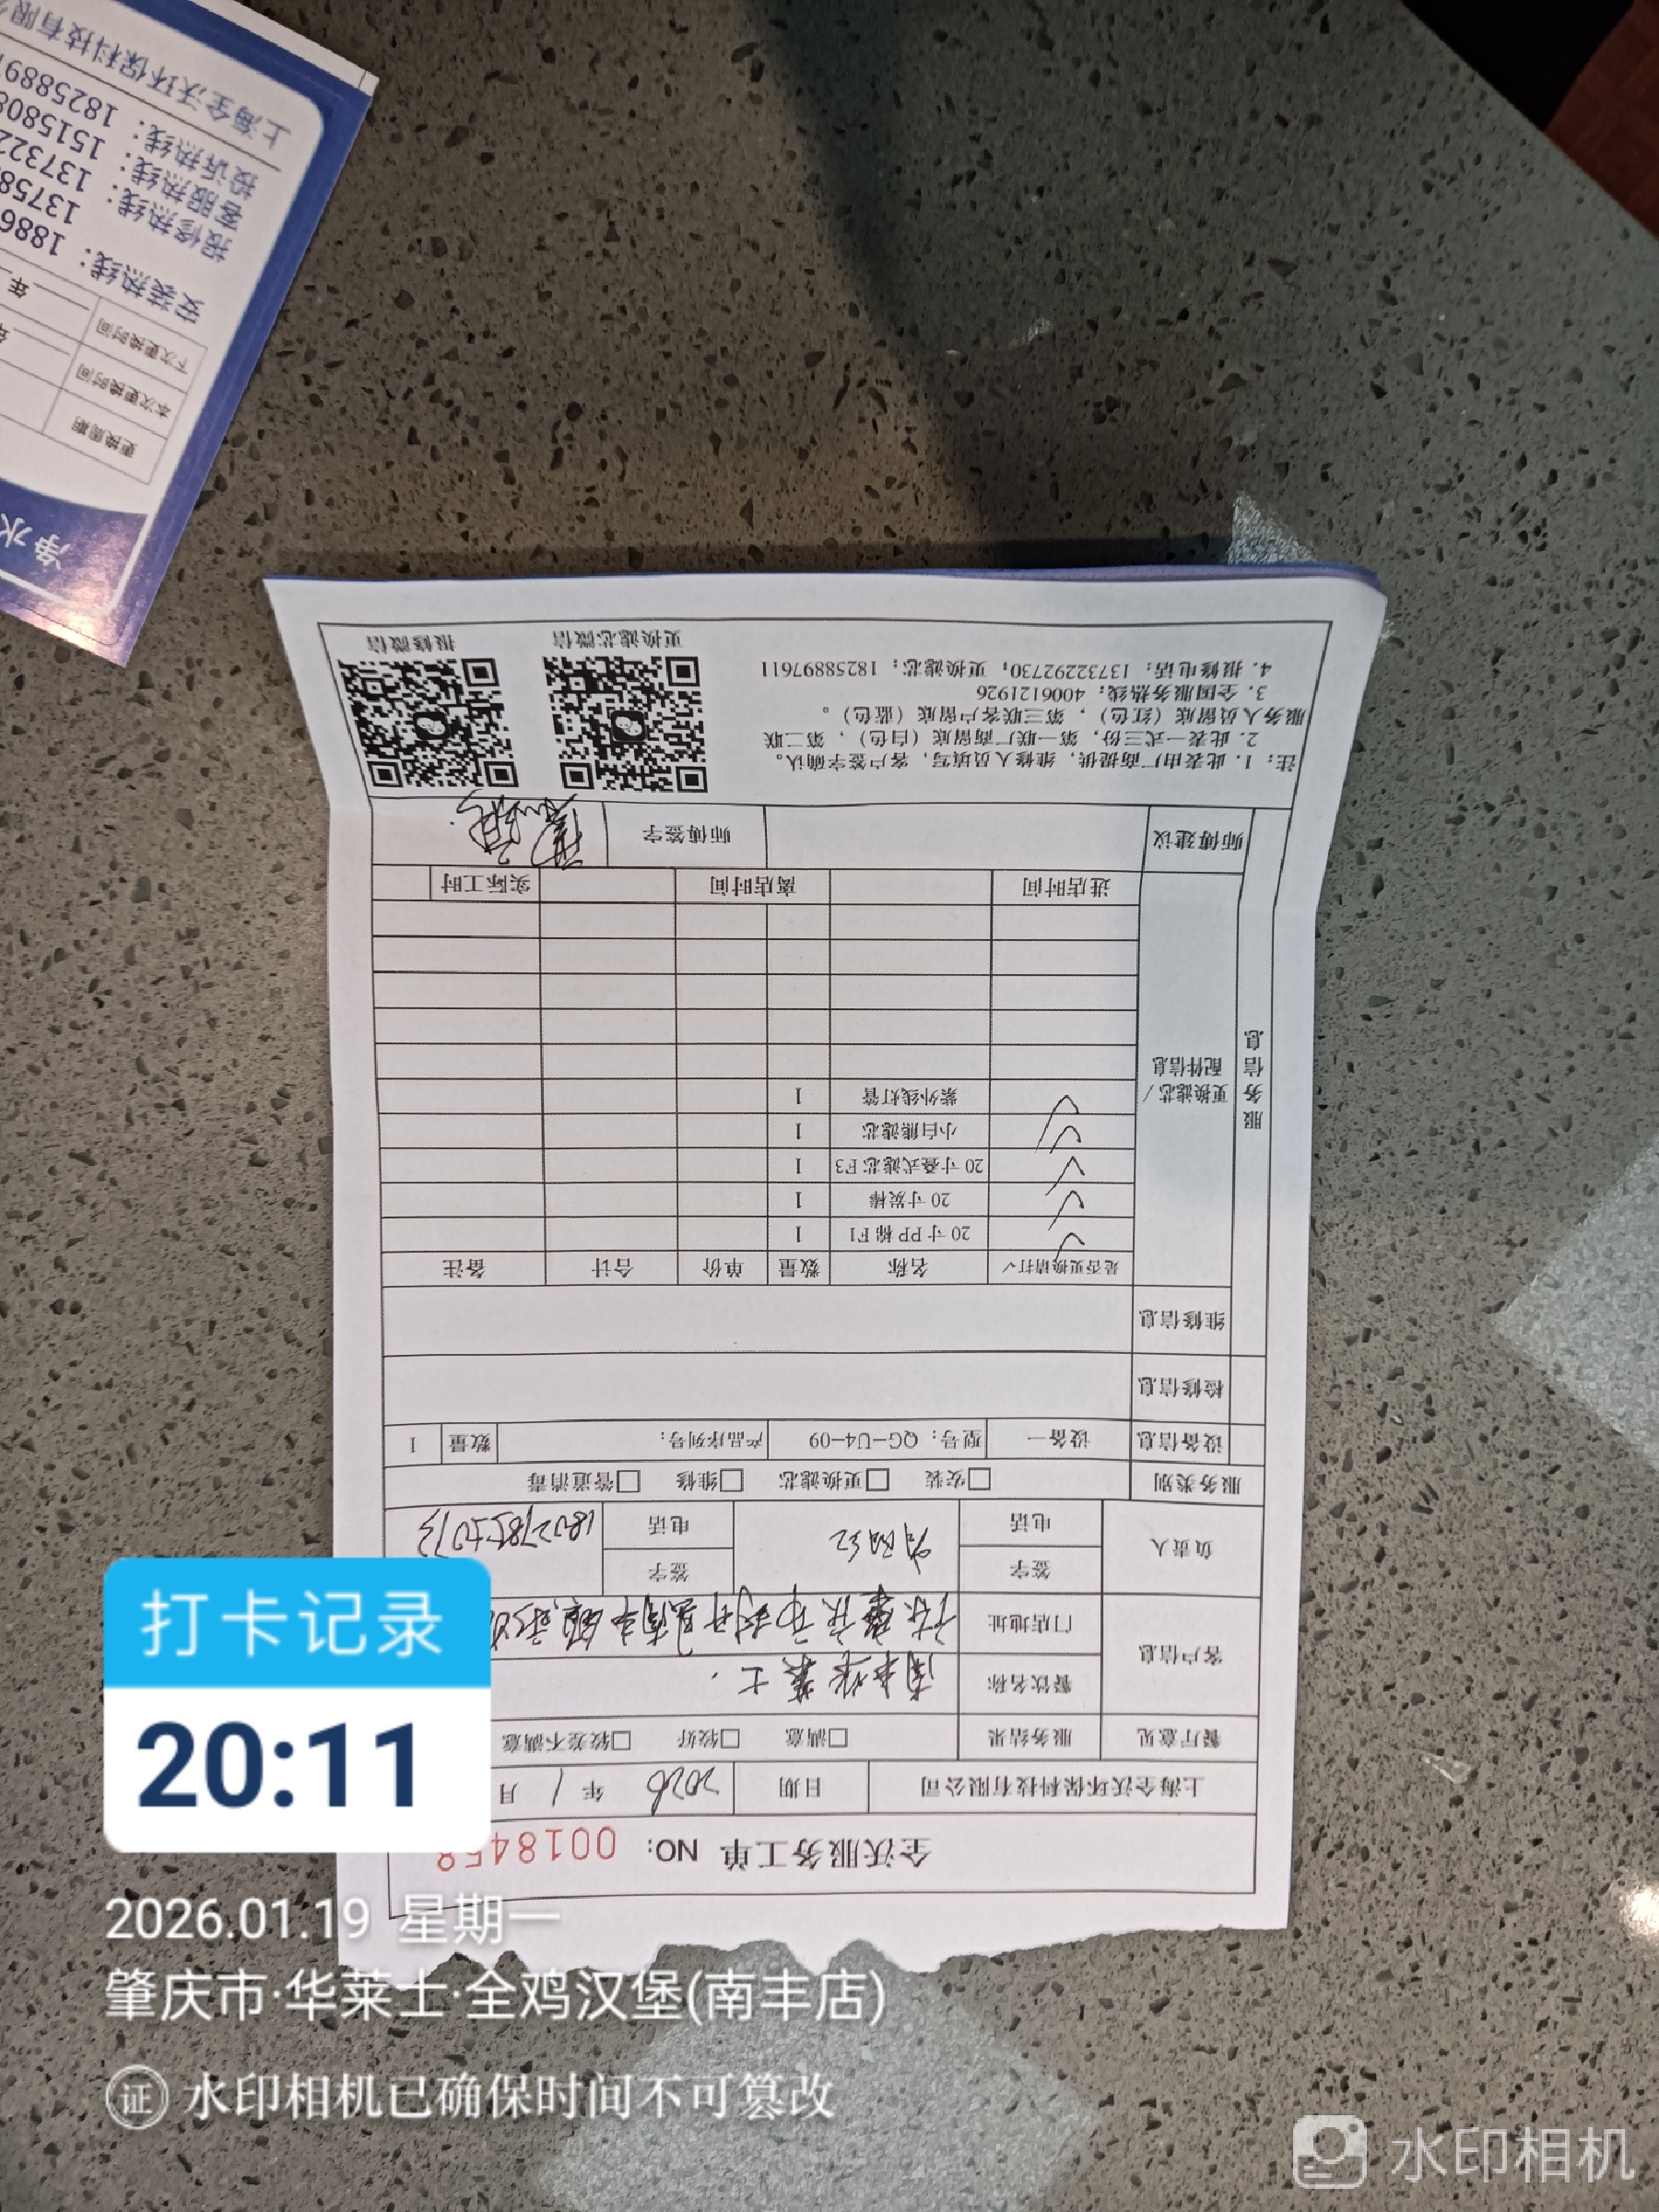 全沃服务工单 NO: 0018458
上海全沃环保科技有限公司 日期 2026 年 1 月
餐厅意见 服务结果 □满意 □较好 □较差不满意
客户信息 餐饮名称 南丰华莱士.
门店地址
负责人 签字 签字
电话 电话
服务类别 □安装 □更换滤芯 □维修 □管道消毒
设备信息 设备一 型号：QG-U4-09 产品序列号： 数量 1
检修信息
维修信息
服务信息
更换滤芯/配件信息
是否更换请打✓ 名称 数量 单价 合计 备注
✓ 20寸PP棉F1 1
✓ 20寸炭棒 1
✓ 20寸叠式滤芯F3 1
✓ 小白熊滤芯 1
✓ 紫外线灯管 1
进店时间 离店时间 实际工时
师傅建议 师傅签字
注：1．此表由厂商提供，维修人员填写，客户签字确认。
2．此表一式三份，第一联厂商留底（白色），第二联
服务人员留底（红色），第三联客户留底（蓝色）。
3．全国服务热线：4006121926
4．报修电话：13732292730；更换滤芯：18258897611
更换滤芯微信 报修微信
净水
更换周期
本次更换时间 年
下次更换时间 年
安装热线：1886
报修热线：13758
客服热线：13732
投诉热线：1515808
1825889
上海全沃环保科技有限
打卡记录
20:11
2026.01.19 星期一
肇庆市·华莱士·全鸡汉堡(南丰店)
证 水印相机已确保时间不可篡改
水印相机